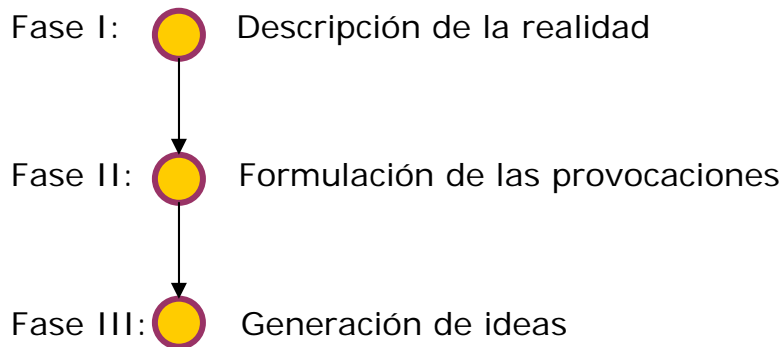 Fase I: Descripción de la realidad
Fase II: Formulación de las provocaciones
Fase III: Generación de ideas